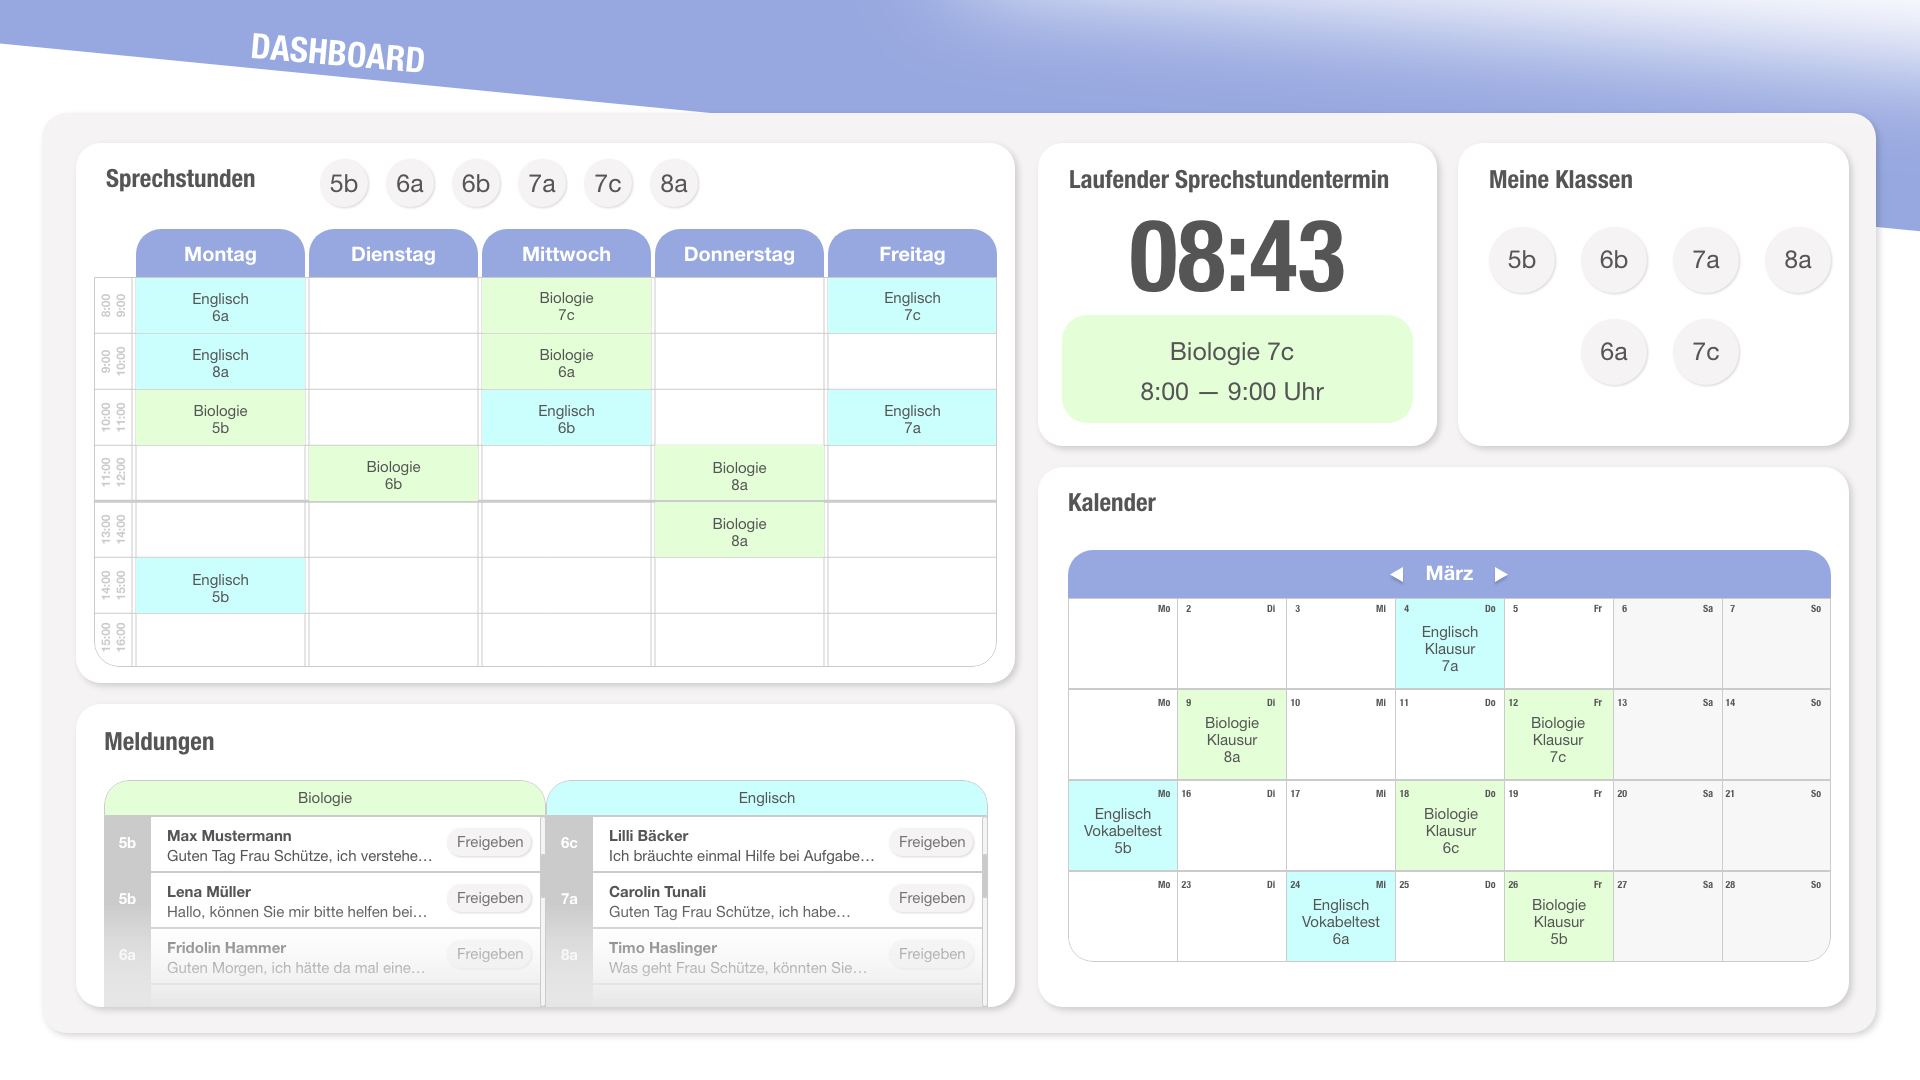 DASHBOARD
Sprechstunden
5b 6a 6b 7a 7c 8a
Montag Dienstag Mittwoch Donnerstag Freitag
8:00
9:00
Englisch
6a
Biologie
7c
Englisch
7c
9:00
10:00
Englisch
8a
Biologie
6a
10:00
11:00
Biologie
5b
Englisch
6b
Englisch
7a
11:00
12:00
Biologie
6b
Biologie
8a
13:00
14:00
Biologie
8a
14:00
15:00
Englisch
5b
15:00
16:00
Laufender Sprechstundentermin
08:43
Biologie 7c
8:00 — 9:00 Uhr
Meine Klassen
5b 6b 7a 8a
6a 7c
Meldungen
Biologie
5b
Max Mustermann
Guten Tag Frau Schütze, ich verstehe…
Freigeben
5b
Lena Müller
Hallo, können Sie mir bitte helfen bei…
Freigeben
6a
Fridolin Hammer
Guten Morgen, ich hätte da mal eine…
Freigeben
Englisch
6c
Lilli Bäcker
Ich bräuchte einmal Hilfe bei Aufgabe…
Freigeben
7a
Carolin Tunali
Guten Tag Frau Schütze, ich habe…
Freigeben
8a
Timo Haslinger
Was geht Frau Schütze, könnten Sie…
Freigeben
Kalender
März
Mo 2 Di 3 Mi 4 Do 5 Fr 6 Sa 7 So
Englisch
Klausur
7a
Mo 9 Di 10 Mi 11 Do 12 Fr 13 Sa 14 So
Biologie
Klausur
8a
Biologie
Klausur
7c
Mo 16 Di 17 Mi 18 Do 19 Fr 20 Sa 21 So
Englisch
Vokabeltest
5b
Biologie
Klausur
6c
Mo 23 Di 24 Mi 25 Do 26 Fr 27 Sa 28 So
Englisch
Vokabeltest
6a
Biologie
Klausur
5b